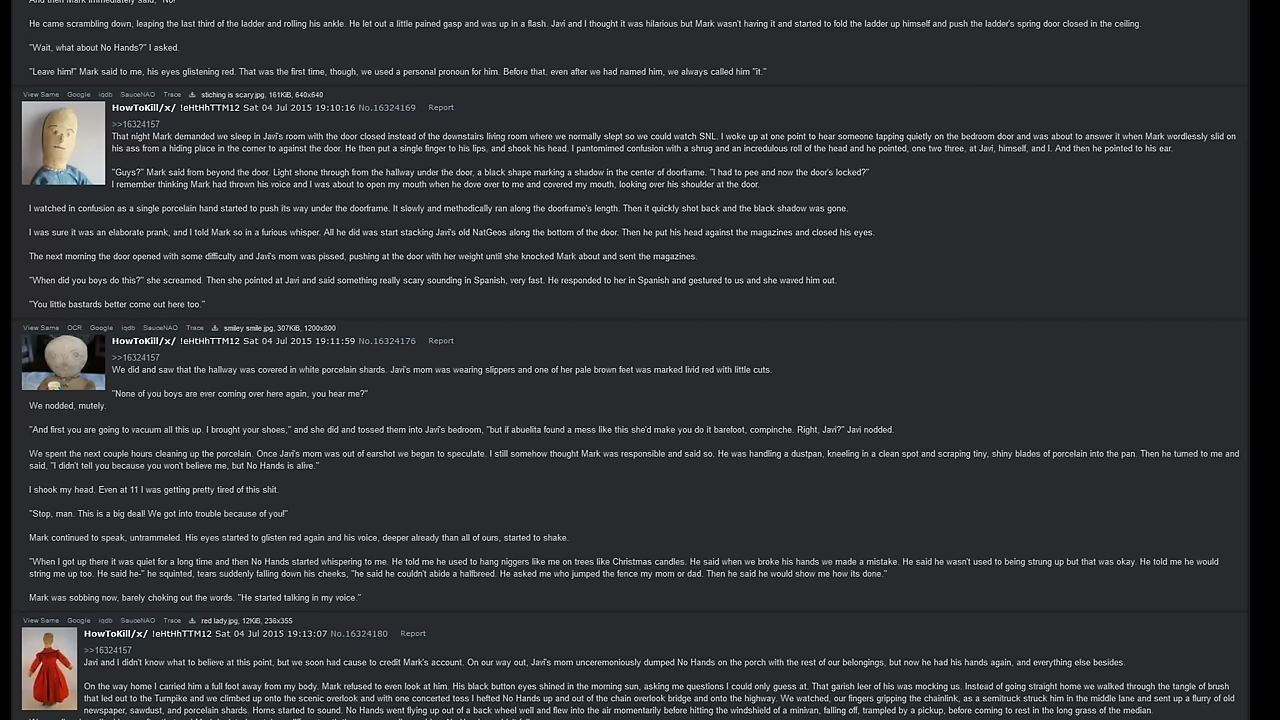 He came scrambling down, leaping the last third of the ladder and rolling his ankle. He let out a little pained gasp and was up in a flash. Javi and I thought it was hilarious but Mark wasn't having it and started to fold the ladder up himself and push the ladder's spring door closed in the ceiling.
"Wait, what about No Hands?" I asked.
"Leave him!" Mark said to me, his eyes glistening red. That was the first time, though, we used a personal pronoun for him. Before that, even after we had named him, we always called him "it."
View Same Google iqdb SauceNAO Trace stiching is scary.jpg, 161KiB, 640x640
HowToKill/x/ !eHtHhTTM12 Sat 04 Jul 2015 19:10:16 No.16324169 Report
>>16324157
That night Mark demanded we sleep in Javi's room with the door closed instead of the downstairs living room where we normally slept so we could watch SNL. I woke up at one point to hear someone tapping quietly on the bedroom door and was about to answer it when Mark wordlessly slid on
his ass from a hiding place in the corner to against the door. He then put a single finger to his lips, and shook his head. I pantomimed confusion with a shrug and an incredulous roll of the head and he pointed, one two three, at Javi, himself, and I. And then he pointed to his ear.
"Guys?" Mark said from beyond the door. Light shone through from the hallway under the door, a black shape marking a shadow in the center of doorframe. "I had to pee and now the door's locked?"
I remember thinking Mark had thrown his voice and I was about to open my mouth when he dove over to me and covered my mouth, looking over his shoulder at the door.
I watched in confusion as a single porcelain hand started to push its way under the doorframe. It slowly and methodically ran along the doorframe's length. Then it quickly shot back and the black shadow was gone.
I was sure it was an elaborate prank, and I told Mark so in a furious whisper. All he did was start stacking Javi's old NatGeos along the bottom of the door. Then he put his head against the magazines and closed his eyes.
The next morning the door opened with some difficulty and Javi's mom was pissed, pushing at the door with her weight until she knocked Mark about and sent the magazines.
"When did you boys do this?" she screamed. Then she pointed at Javi and said something really scary sounding in Spanish, very fast. He responded to her in Spanish and gestured to us and she waved him out.
"You little bastards better come out here too."
View Same OCR Google iqdb SauceNAO Trace smiley smile.jpg, 307KiB, 1200x800
HowToKill/x/ !eHtHhTTM12 Sat 04 Jul 2015 19:11:59 No.16324176 Report
>>16324157
We did and saw that the hallway was covered in white porcelain shards. Javi's mom was wearing slippers and one of her pale brown feet was marked livid red with little cuts.
"None of you boys are ever coming over here again, you hear me?"
We nodded, mutely.
"And first you are going to vacuum all this up. I brought your shoes," and she did and tossed them into Javi's bedroom, "but if abuelita found a mess like this she'd make you do it barefoot, compinche. Right, Javi?" Javi nodded.
We spent the next couple hours cleaning up the porcelain. Once Javi's mom was out of earshot we began to speculate. I still somehow thought Mark was responsible and said so. He was handling a dustpan, kneeling in a clean spot and scraping tiny, shiny blades of porcelain into the pan. Then he turned to me and
said, "I didn't tell you because you won't believe me, but No Hands is alive."
I shook my head. Even at 11 I was getting pretty tired of this shit.
"Stop, man. This is a big deal! We got into trouble because of you!"
Mark continued to speak, untrammeled. His eyes started to glisten red again and his voice, deeper already than all of ours, started to shake.
"When I got up there it was quiet for a long time and then No Hands started whispering to me. He told me he used to hang niggers like me on trees like Christmas candles. He said when we broke his hands we made a mistake. He said he wasn't used to being strung up but that was okay. He told me he would
string me up too. He said he-" he squinted, tears suddenly falling down his cheeks, "he said he couldn't abide a halfbreed. He asked me who jumped the fence my mom or dad. Then he said he would show me how its done."
Mark was sobbing now, barely choking out the words. "He started talking in my voice."
View Same Google iqdb SauceNAO Trace red lady.jpg, 12KiB, 236x355
HowToKill/x/ !eHtHhTTM12 Sat 04 Jul 2015 19:13:07 No.16324180 Report
>>16324157
Javi and I didn't know what to believe at this point, but we soon had cause to credit Mark's account. On our way out, Javi's mom unceremoniously dumped No Hands on the porch with the rest of our belongings, but now he had his hands again, and everything else besides.
On the way home I carried him a full foot away from my body. Mark refused to even look at him. His black button eyes shined in the morning sun, asking me questions I could only guess at. That garish leer of his was mocking us. Instead of going straight home we walked through the tangle of brush
that led out to the Turnpike and we climbed up onto the scenic overlook and with one concerted toss I hefted No Hands up and out of the chain overlook bridge and onto the highway. We watched, our fingers gripping the chainlink, as a semitruck struck him in the middle lane and sent up a flurry of old
newspaper, sawdust, and porcelain shards. Horns started to sound. No Hands went flying up out of a back wheel well and flew into the air momentarily before hitting the windshield of a minivan, falling off, trampled by a pickup, before coming to rest in the long grass of the median.